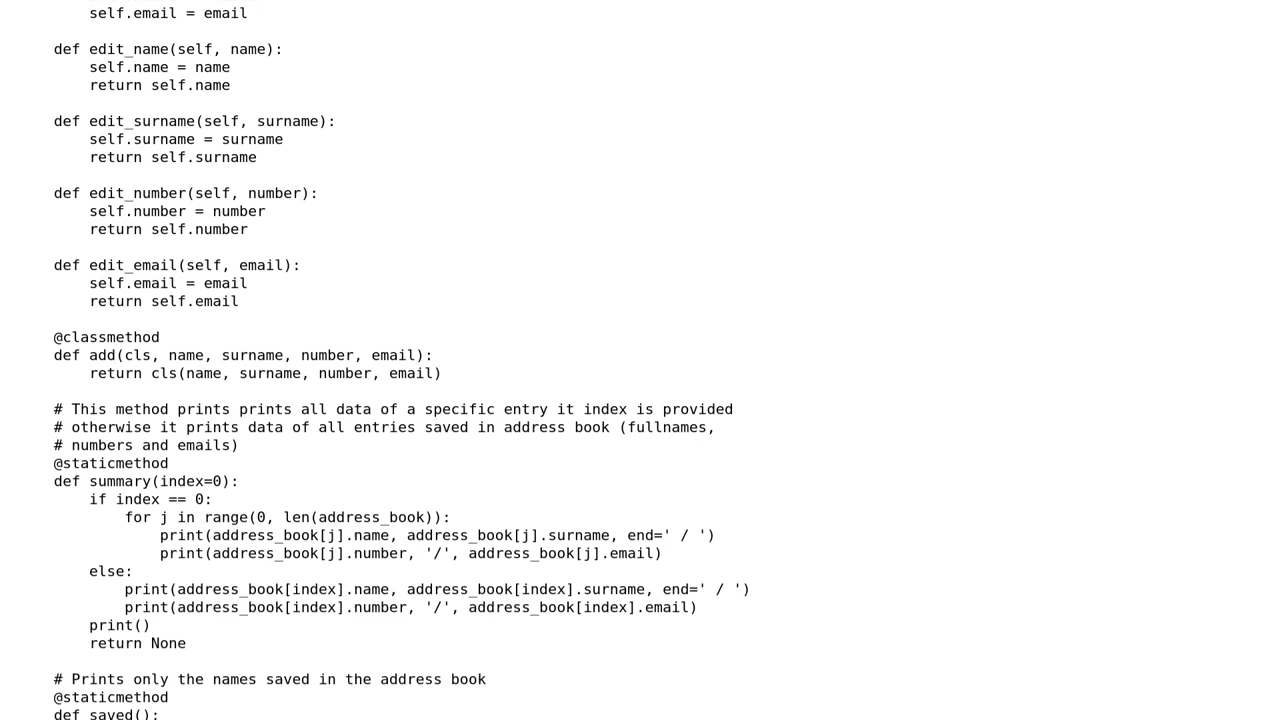 self.email = email
def edit_name(self, name):
self.name = name
return self.name
def edit_surname(self, surname):
self.surname = surname
return self.surname
def edit_number(self, number):
self.number = number
return self.number
def edit_email(self, email):
self.email = email
return self.email
@classmethod
def add(cls, name, surname, number, email):
return cls(name, surname, number, email)
# This method prints prints all data of a specific entry it index is provided
# otherwise it prints data of all entries saved in address book (fullnames,
# numbers and emails)
@staticmethod
def summary(index=0):
if index == 0:
for j in range(0, len(address_book)):
print(address_book[j].name, address_book[j].surname, end=' / ')
print(address_book[j].number, '/', address_book[j].email)
else:
print(address_book[index].name, address_book[index].surname, end=' / ')
print(address_book[index].number, '/', address_book[index].email)
print()
return None
# Prints only the names saved in the address book
@staticmethod
def saved():